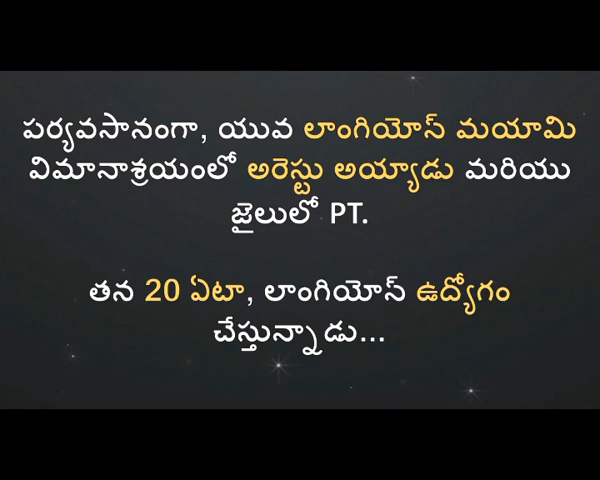 పర్యవసానంగా, యువ లాంగియోస్ మయామి
విమానాశ్రయంలో అరెస్టు అయ్యాడు మరియు
జైలులో PT.
తన 20 ఏటా, లాంగియోస్ ఉద్యోగం
చేస్తున్నాడు...